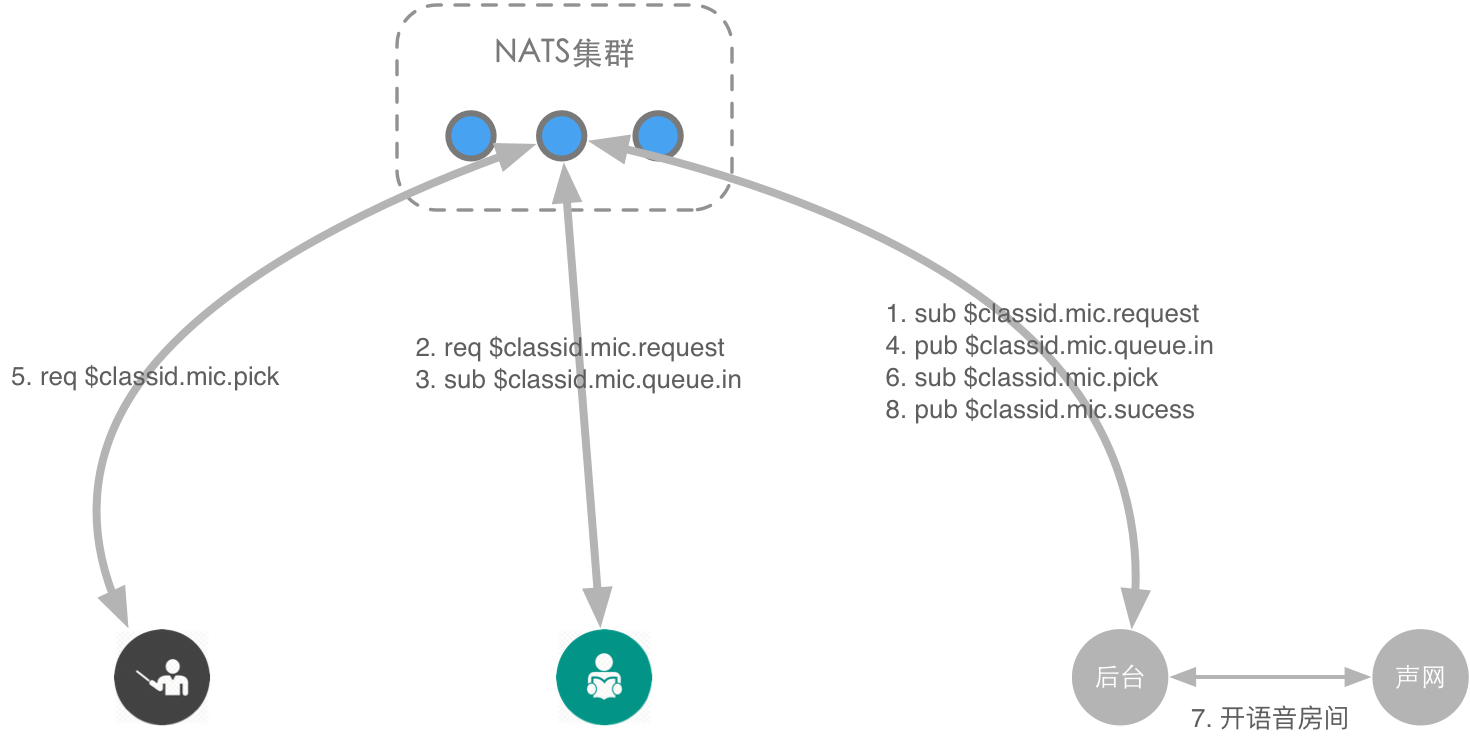 NATS集群
1. sub $classid.mic.request
4. pub $classid.mic.queue.in
6. sub $classid.mic.pick
8. pub $classid.mic.sucess
2. req $classid.mic.request
3. sub $classid.mic.queue.in
5. req $classid.mic.pick
后台
声网
7. 开语音房间